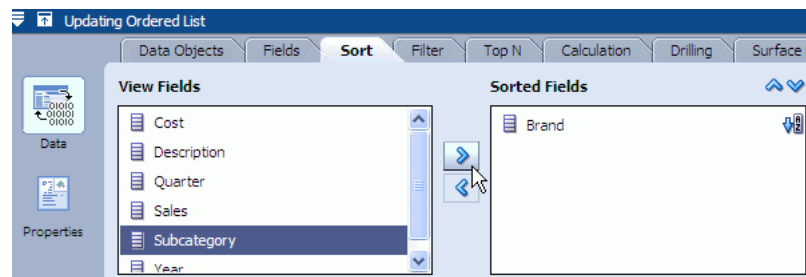 Updating Ordered List
Data Objects Fields Sort Filter Top N Calculation Drilling Surface
View Fields
Sorted Fields
Cost
Description
Quarter
Sales
Subcategory
Year
Brand
A
Z
Data
Properties